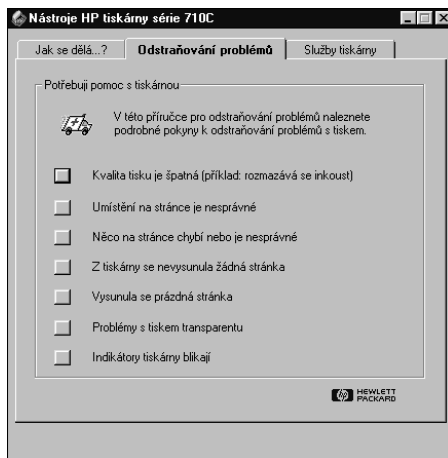 Nástroje HP tiskárny série 710C
Jak se dělá...?
Odstraňování problémů
Služby tiskárny
Potřebuji pomoc s tiskárnou
V této příručce pro odstraňování problémů naleznete
podrobné pokyny k odstraňování problémů s tiskem.
Kvalita tisku je špatná (příklad: rozmazává se inkoust)
Umístění na stránce je nesprávné
Něco na stránce chybí nebo je nesprávné
Z tiskárny se nevysunula žádná stránka
Vysunula se prázdná stránka
Problémy s tiskem transparentu
Indikátory tiskárny blikají
hp HEWLETT
PACKARD